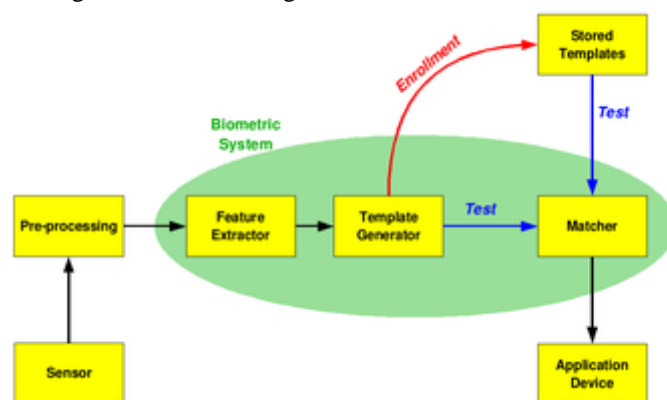 Stored
Templates
Enrollment
Test
Biometric
System
Pre-processing
Feature
Extractor
Template
Generator
Test
Matcher
Sensor
Application
Device